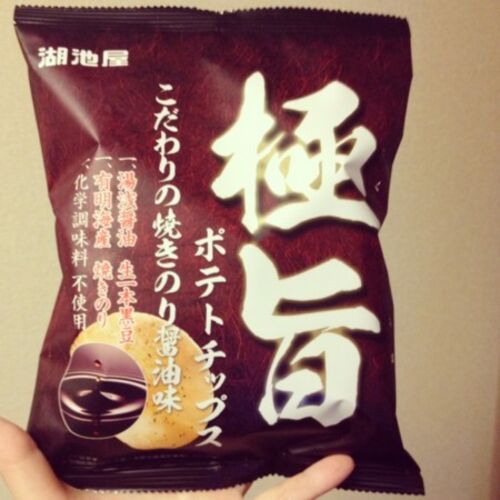 湖池屋
極旨
ポテトチップス
こだわりの焼きのり醤油味
一、湯浅醤油 生一本黒豆
一、有明海産 焼きのり
一、化学調味料 不使用